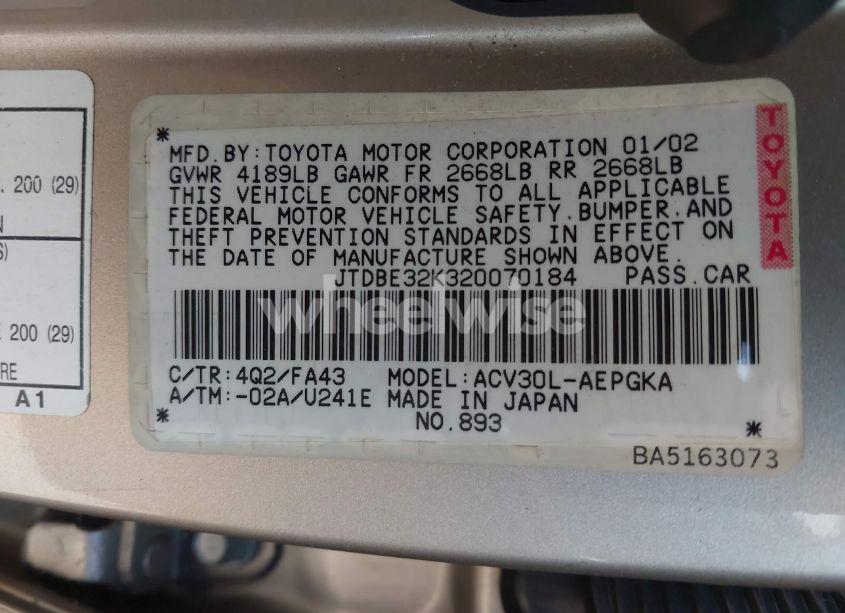 MFD. BY: TOYOTA MOTOR CORPORATION 01/02
GVWR 4189LB GAWR FR 2668LB RR 2668LB
THIS VEHICLE CONFORMS TO ALL APPLICABLE
FEDERAL MOTOR VEHICLE SAFETY. BUMPER. AND
THEFT PREVENTION STANDARDS IN EFFECT ON
THE DATE OF MANUFACTURE SHOWN ABOVE.
JTDBE32K320070184 PASS. CAR
wheelwise
C/TR: 4Q2/FA43 MODEL: ACV30L-AEPGKA
A/TM: -02A/U241E MADE IN JAPAN
NO. 893
BA5163073
TOYOTA
200 (29)
200 (29)
A1